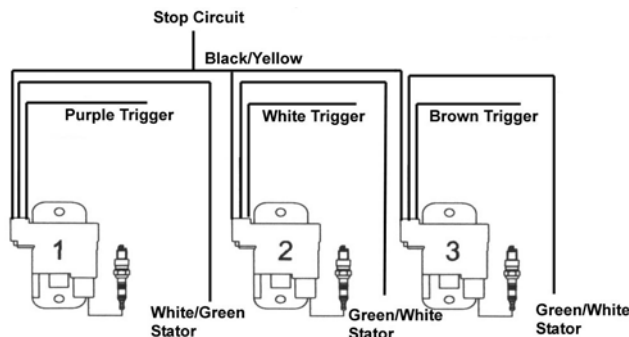 Stop Circuit
Black/Yellow
Purple Trigger
White Trigger
Brown Trigger
1
2
3
White/Green
Stator
Green/White
Stator
Green/White
Stator